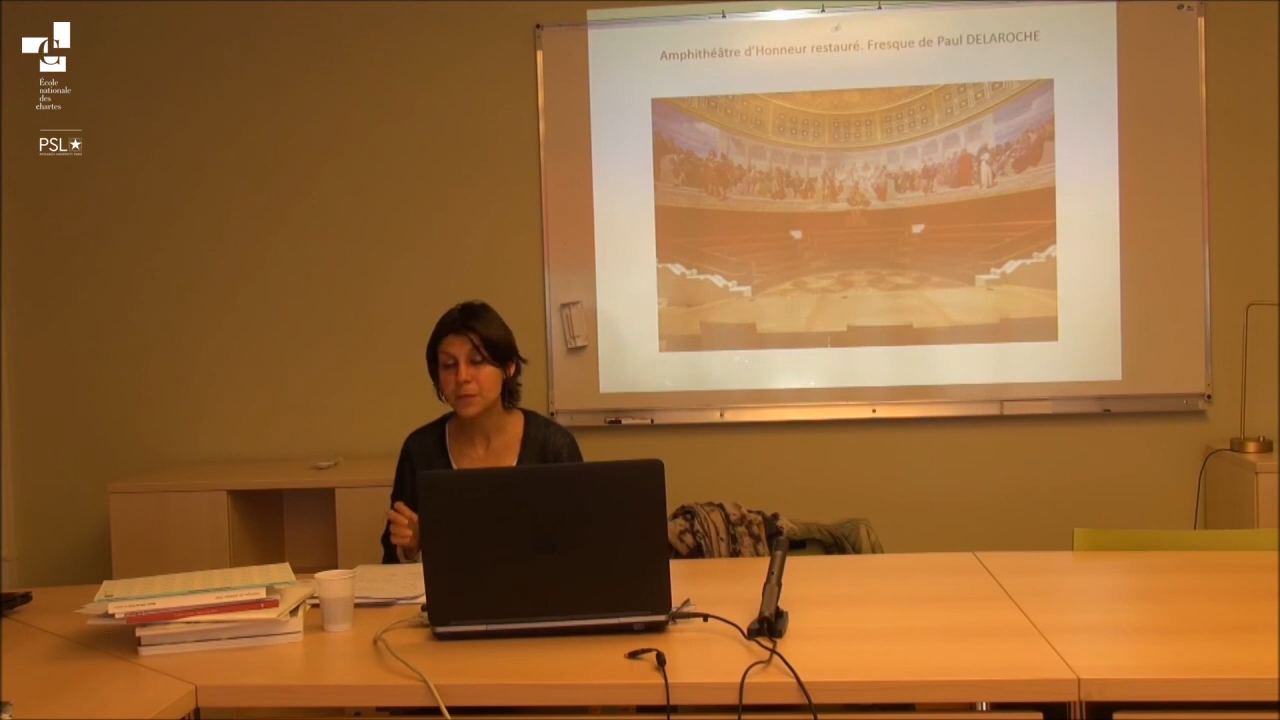 École
nationale
des
chartes
PSL
Amphithéâtre d'Honneur restauré. Fresque de Paul DELAROCHE